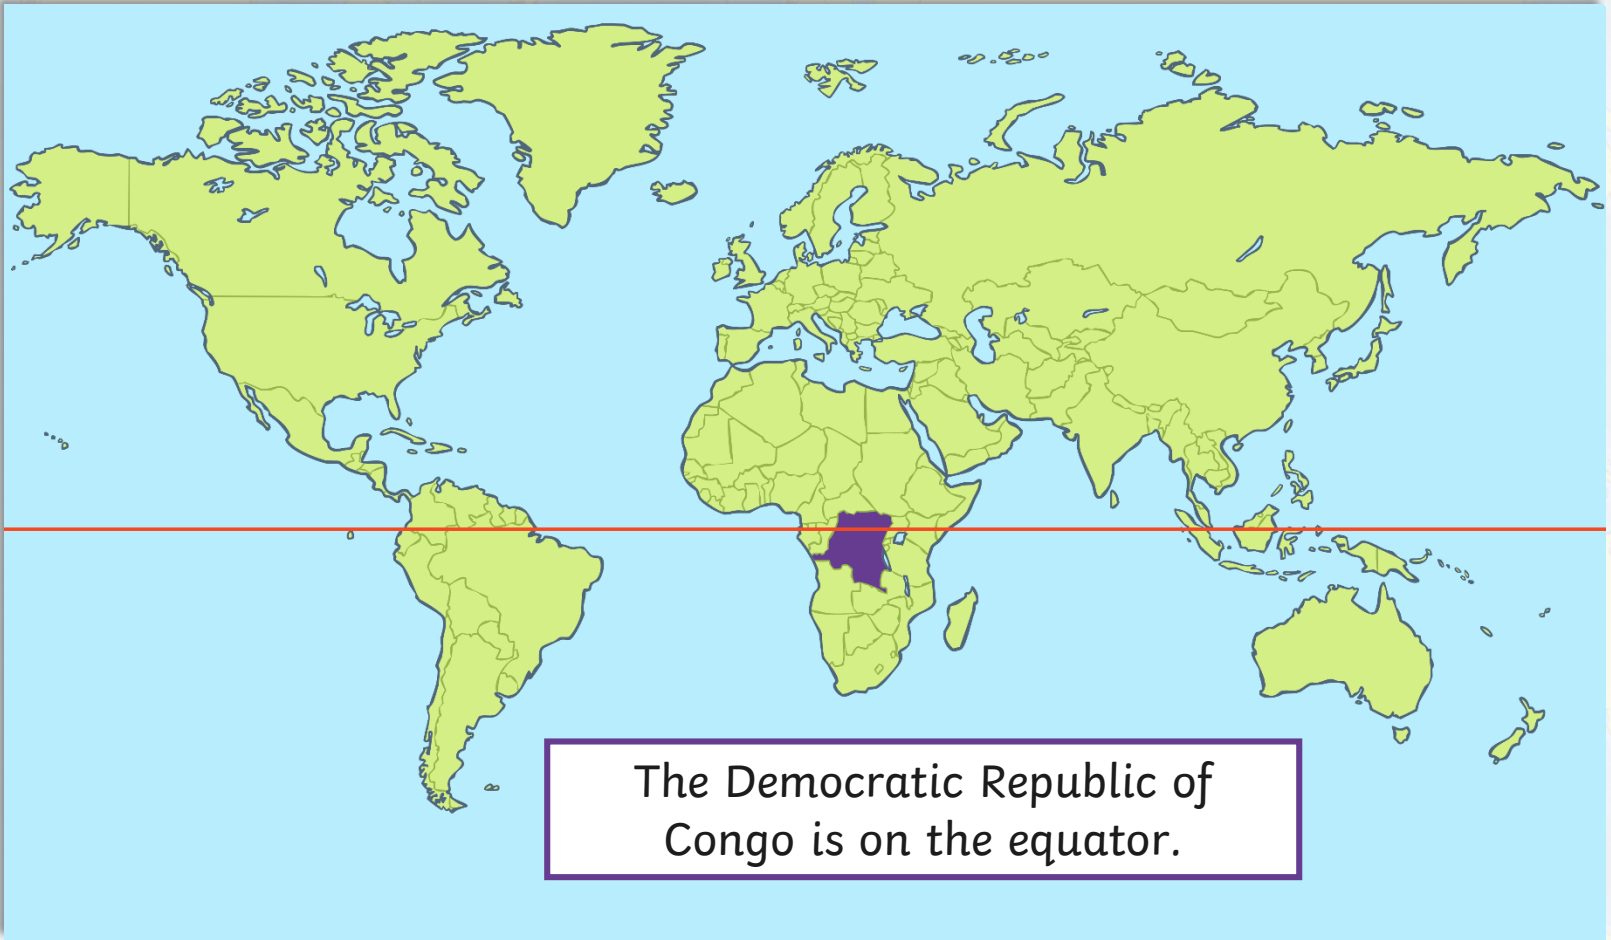 The Democratic Republic of
Congo is on the equator.